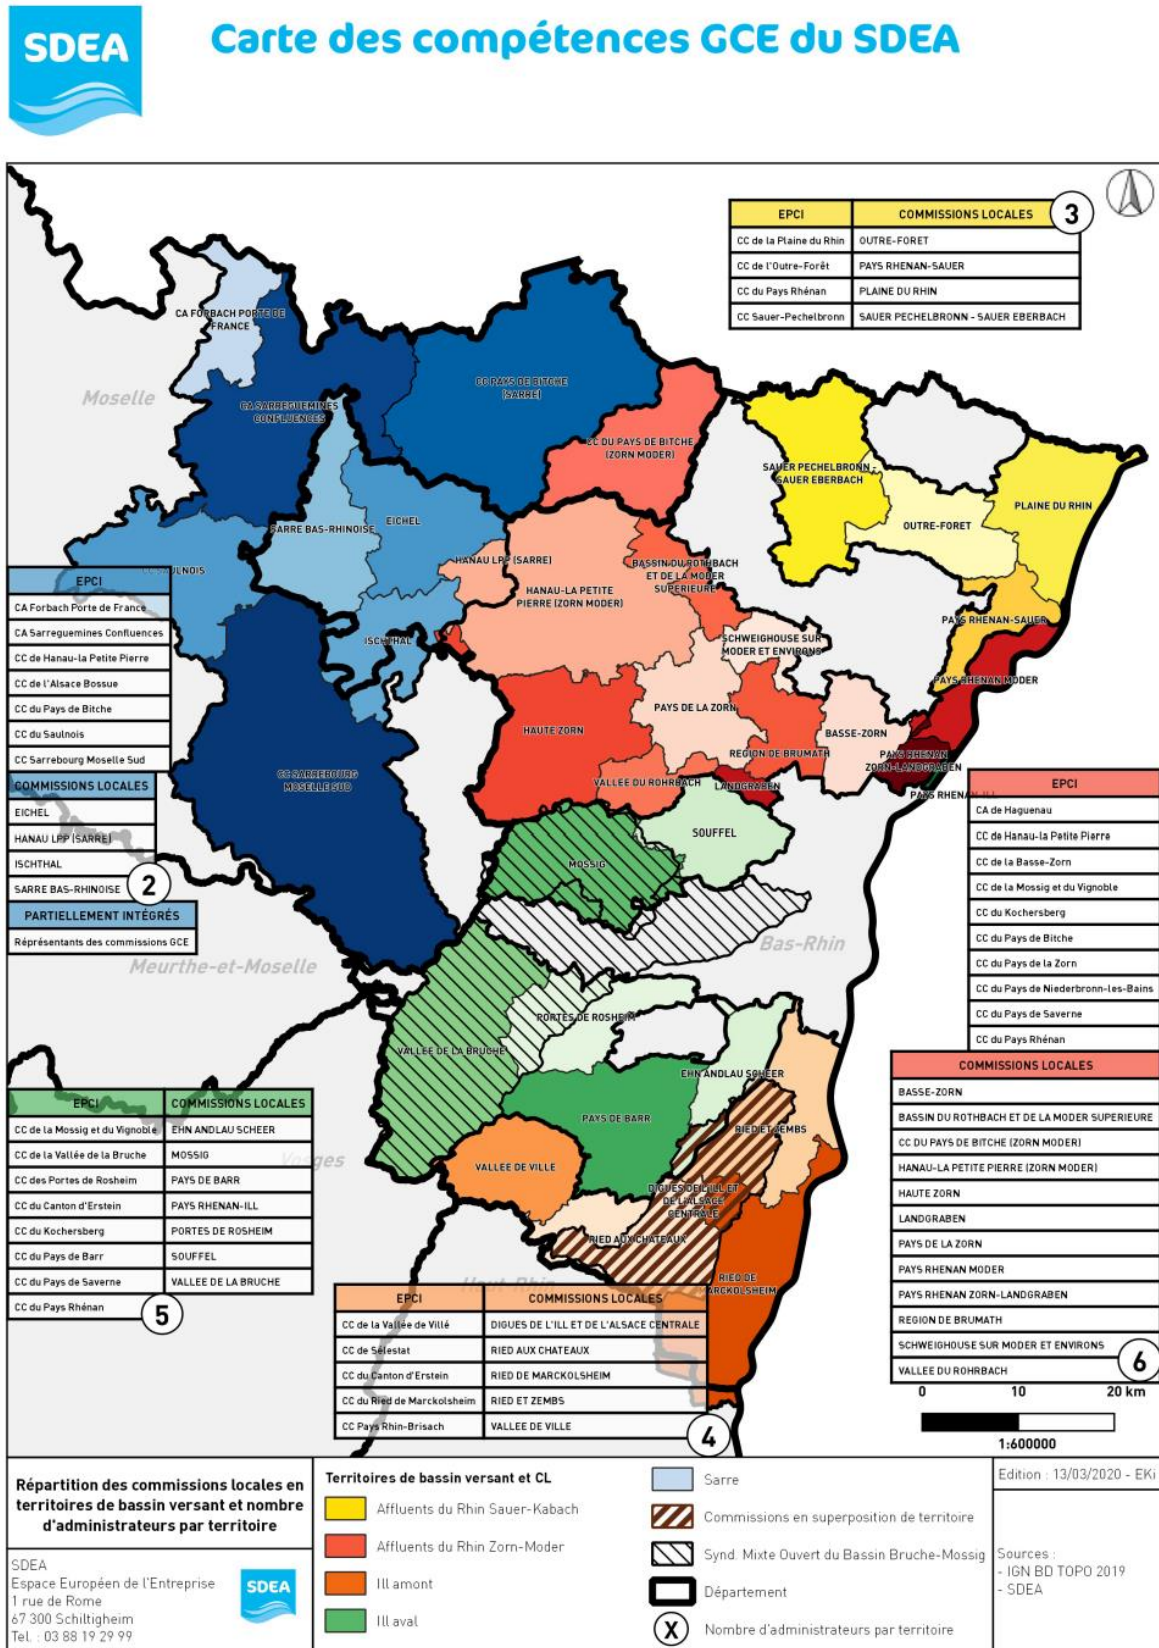 SDEA
Carte des compétences GCE du SDEA
EPCI
COMMISSIONS LOCALES
3
CC de la Plaine du Rhin
OUTRE-FORET
CC de l'Outre-Forêt
PAYS RHENAN-SAUER
CC du Pays Rhénan
PLAINE DU RHIN
CC Sauer-Pechelbronn
SAUER PECHELBRONN - SAUER EBERBACH
CA FORBACH PORTE DE
FRANCE
Moselle
CC PAYS DE BITCHE
(SARRE)
CA SARREGUEMINES
CONFLUENCES
CC DU PAYS DE BITCHE
(ZORN MODER)
SAUER PECHELBRONN -
SAUER EBERBACH
PLAINE DU RHIN
OUTRE-FORET
SARRE BAS-RHINOISE
EICHEL
HANAU LPP (SARRE)
BASSIN DU ROTHBACH
ET DE LA MODER
SUPERIEURE
HANAU-LA PETITE
PIERRE (ZORN MODER)
SAULNOIS
PAYS RHENAN-SAUER
ISCHTHAL
SCHWEIGHOUSE SUR
MODER ET ENVIRONS
PAYS RHENAN MODER
PAYS DE LA ZORN
HAUTE ZORN
BASSE-ZORN
REGION DE BRUMATH
PAYS RHENAN
ZORN-LANDGRABEN
CC SARREBOURG
MOSELLE SUD
VALLEE DU ROHRBACH
LANDGRABEN
PAYS RHENAN-ILL
SOUFFEL
MOSSIG
Bas-Rhin
Meurthe-et-Moselle
PORTES DE ROSHEIM
VALLEE DE LA BRUCHE
EHN ANDLAU SCHEER
PAYS DE BARR
RIED ET ZEMBS
Vosges
VALLEE DE VILLE
DIGUES DE L'ILL ET
DE L'ALSACE
CENTRALE
RIED AUX CHATEAUX
RIED DE
MARCKOLSHEIM
Haut-Rhin
EPCI
CA Forbach Porte de France
CA Sarreguemines Confluences
CC de Hanau-la Petite Pierre
CC de l'Alsace Bossue
CC du Pays de Bitche
CC du Saulnois
CC Sarrebourg Moselle Sud
COMMISSIONS LOCALES
EICHEL
HANAU LPP (SARRE)
ISCHTHAL
SARRE BAS-RHINOISE
2
PARTIELLEMENT INTÉGRÉS
Réprésentants des commissions GCE
EPCI
CA de Haguenau
CC de Hanau-la Petite Pierre
CC de la Basse-Zorn
CC de la Mossig et du Vignoble
CC du Kochersberg
CC du Pays de Bitche
CC du Pays de la Zorn
CC du Pays de Niederbronn-les-Bains
CC du Pays de Saverne
CC du Pays Rhénan
COMMISSIONS LOCALES
BASSE-ZORN
BASSIN DU ROTHBACH ET DE LA MODER SUPERIEURE
CC DU PAYS DE BITCHE (ZORN MODER)
HANAU-LA PETITE PIERRE (ZORN MODER)
HAUTE ZORN
LANDGRABEN
PAYS DE LA ZORN
PAYS RHENAN MODER
PAYS RHENAN ZORN-LANDGRABEN
REGION DE BRUMATH
SCHWEIGHOUSE SUR MODER ET ENVIRONS
VALLEE DU ROHRBACH
6
EPCI
COMMISSIONS LOCALES
CC de la Mossig et du Vignoble
EHN ANDLAU SCHEER
CC de la Vallée de la Bruche
MOSSIG
CC des Portes de Rosheim
PAYS DE BARR
CC du Canton d'Erstein
PAYS RHENAN-ILL
CC du Kochersberg
PORTES DE ROSHEIM
CC du Pays de Barr
SOUFFEL
CC du Pays de Saverne
VALLEE DE LA BRUCHE
CC du Pays Rhénan
5
EPCI
COMMISSIONS LOCALES
CC de la Vallée de Villé
DIGUES DE L'ILL ET DE L'ALSACE CENTRALE
CC de Sélestat
RIED AUX CHATEAUX
CC du Canton d'Erstein
RIED DE MARCKOLSHEIM
CC du Ried de Marckolsheim
RIED ET ZEMBS
CC Pays Rhin-Brisach
VALLEE DE VILLE
4
0 10 20 km
1:600000
Répartition des commissions locales en
territoires de bassin versant et nombre
d'administrateurs par territoire
SDEA
Espace Européen de l'Entreprise
1 rue de Rome
67 300 Schiltigheim
Tel. : 03 88 19 29 99
SDEA
Territoires de bassin versant et CL
Affluents du Rhin Sauer-Kabach
Affluents du Rhin Zorn-Moder
Ill amont
Ill aval
Sarre
Commissions en superposition de territoire
Synd. Mixte Ouvert du Bassin Bruche-Mossig
Département
X
Nombre d'administrateurs par territoire
Edition : 13/03/2020 - EKi
Sources :
- IGN BD TOPO 2019
- SDEA